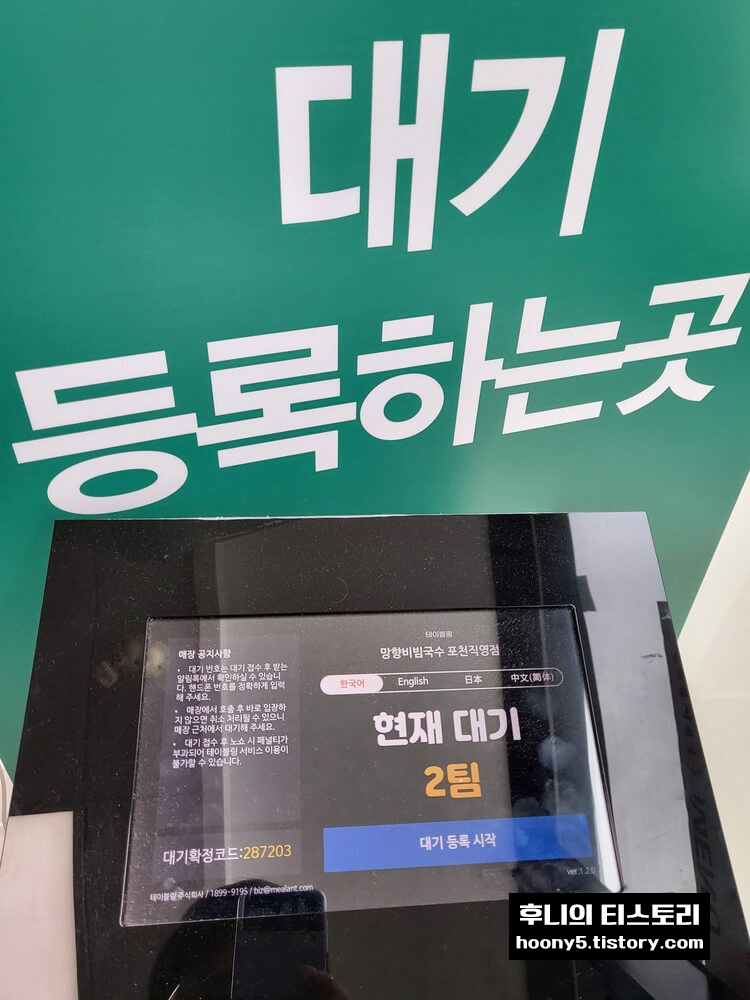 대기
등록하는곳
매장 공지사항
• 대기 번호는 대기 접수 후 받는
알림톡에서 확인하실 수 있습니
다. 핸드폰 번호를 정확하게 입력
해 주세요.
• 매장에서 호출 후 바로 입장하
지 않으면 취소 처리될 수 있으니
매장 근처에서 대기해 주세요.
• 대기 접수 후 노쇼 시 페널티가
부과되어 테이블링 서비스 이용이
불가할 수 있습니다.
대기확정코드:287203
테이블링 주식회사 / 1899-9195 / biz@mealant.com
테이블링
망향비빔국수 포천직영점
한국어 English 日本 中文(简体)
현재 대기
2팀
대기 등록 시작
ver.1.2.0
후니의 티스토리
hoony5.tistory.com